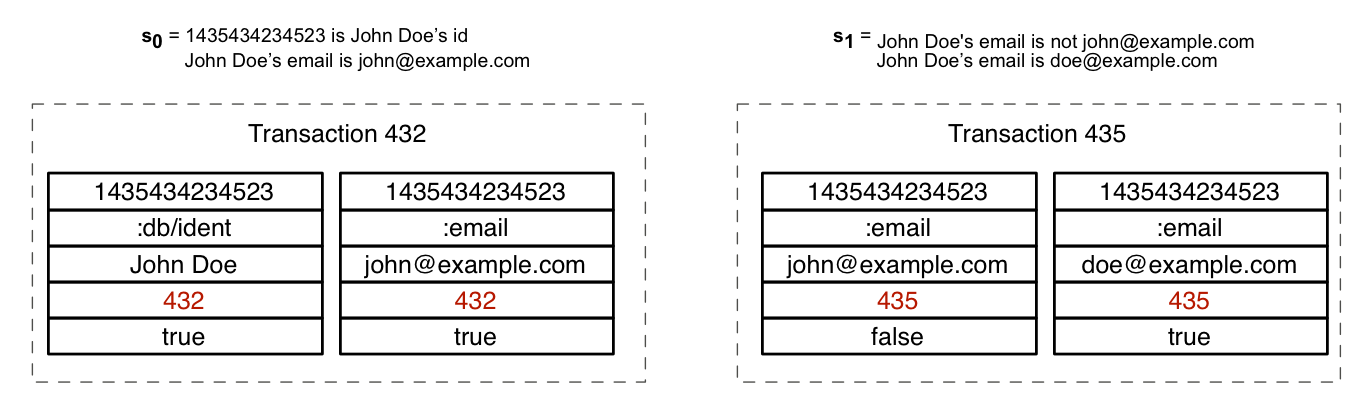 s0 = 1435434234523 is John Doe’s id
John Doe’s email is john@example.com
s1 = John Doe's email is not john@example.com
John Doe’s email is doe@example.com
Transaction 432
1435434234523
:db/ident
John Doe
432
true
1435434234523
:email
john@example.com
432
true
Transaction 435
1435434234523
:email
john@example.com
435
false
1435434234523
:email
doe@example.com
435
true